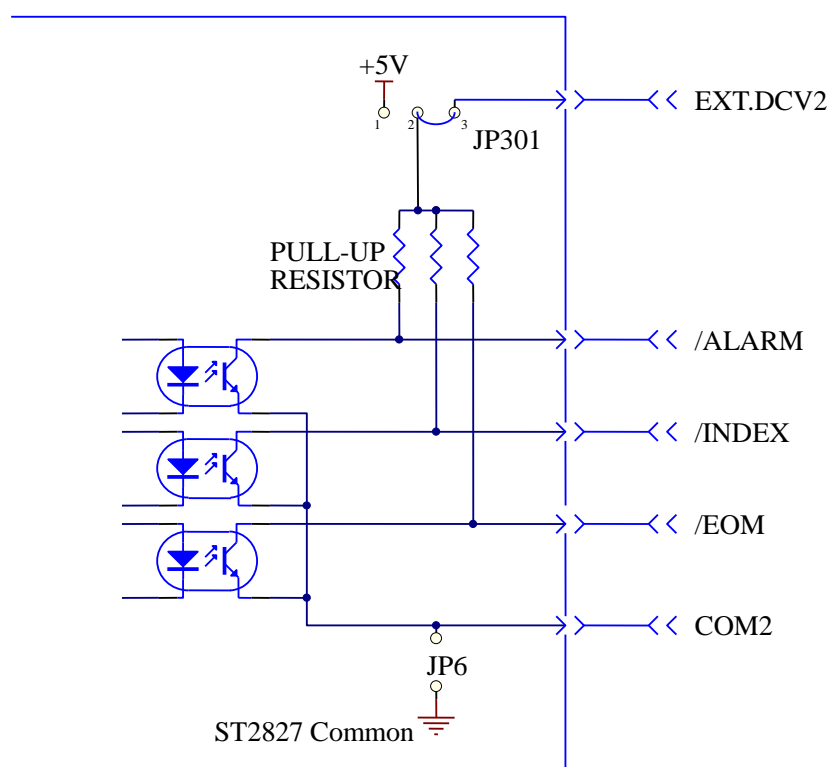 +5V
EXT.DCV2
1
2
3
JP301
PULL-UP
RESISTOR
/ALARM
/INDEX
/EOM
COM2
JP6
ST2827 Common